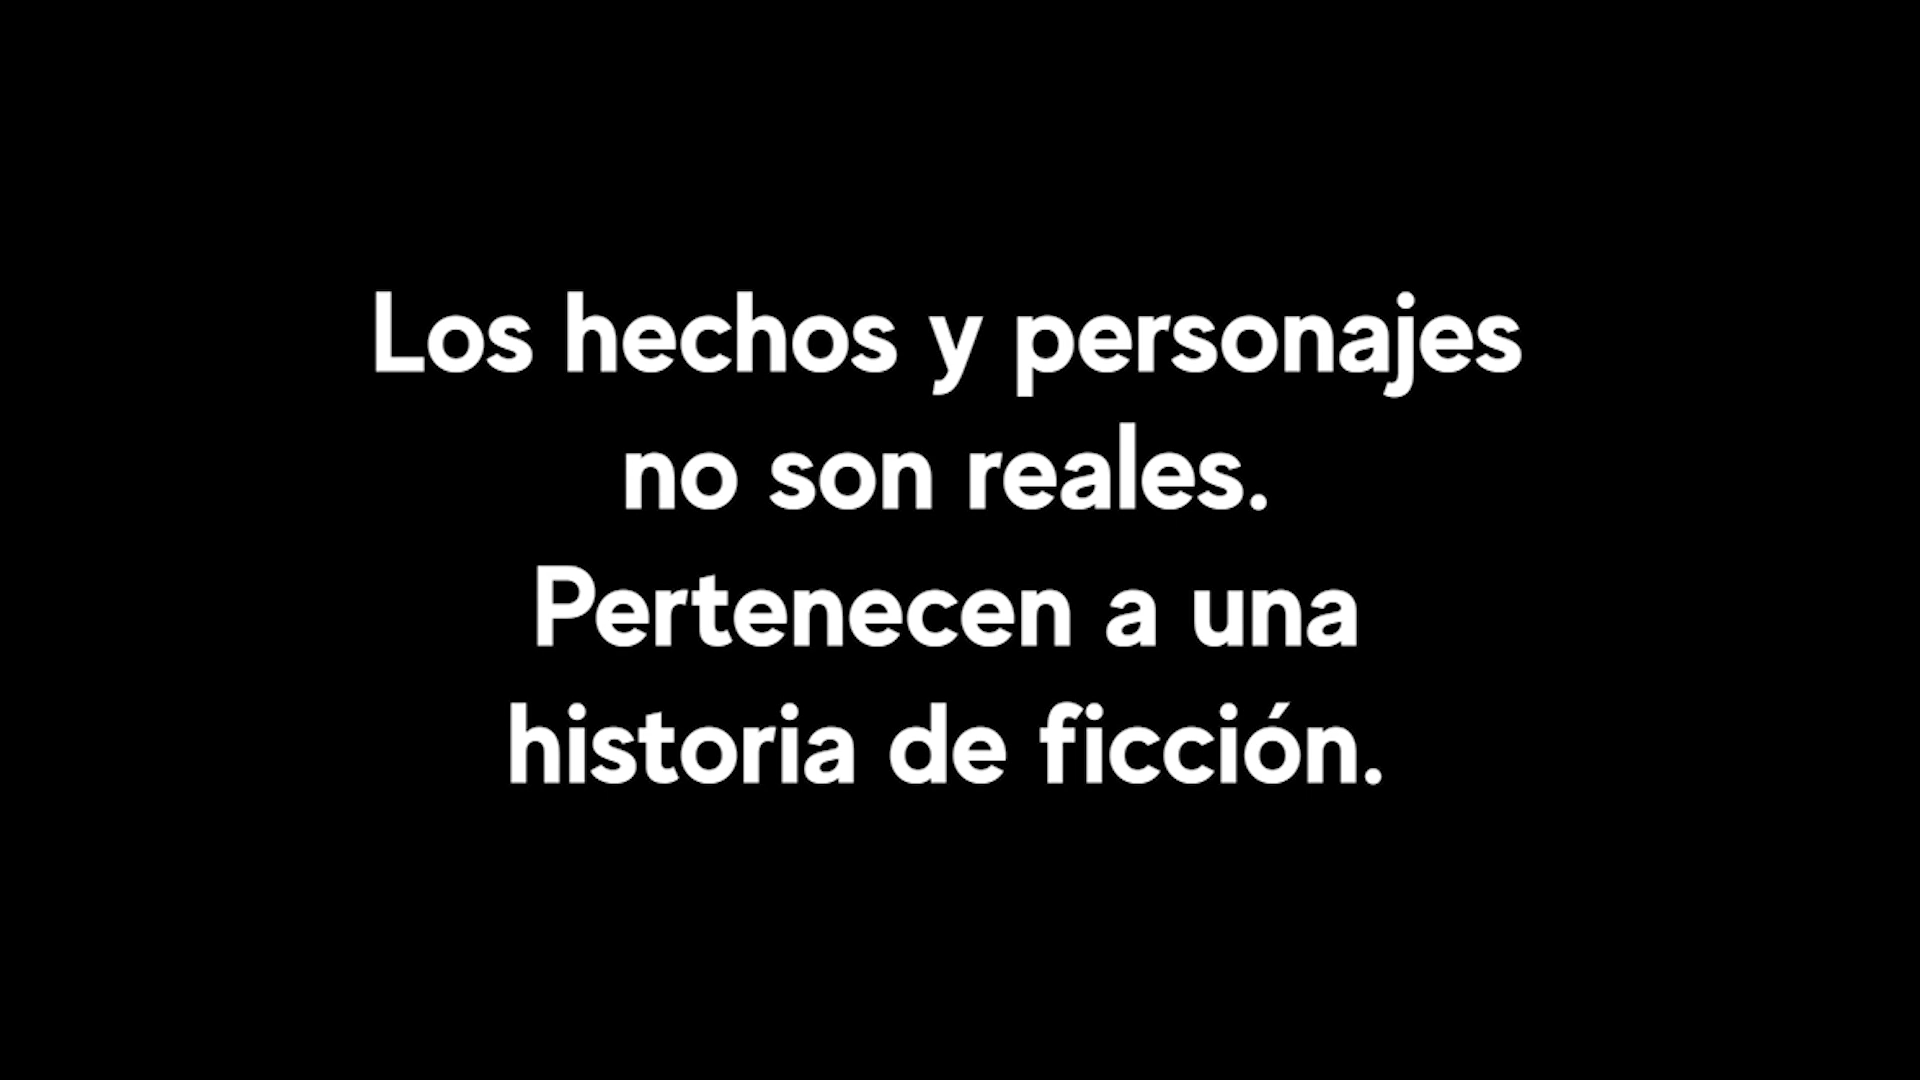 Los hechos y personajes
no son reales.
Pertenecen a una
historia de ficción.